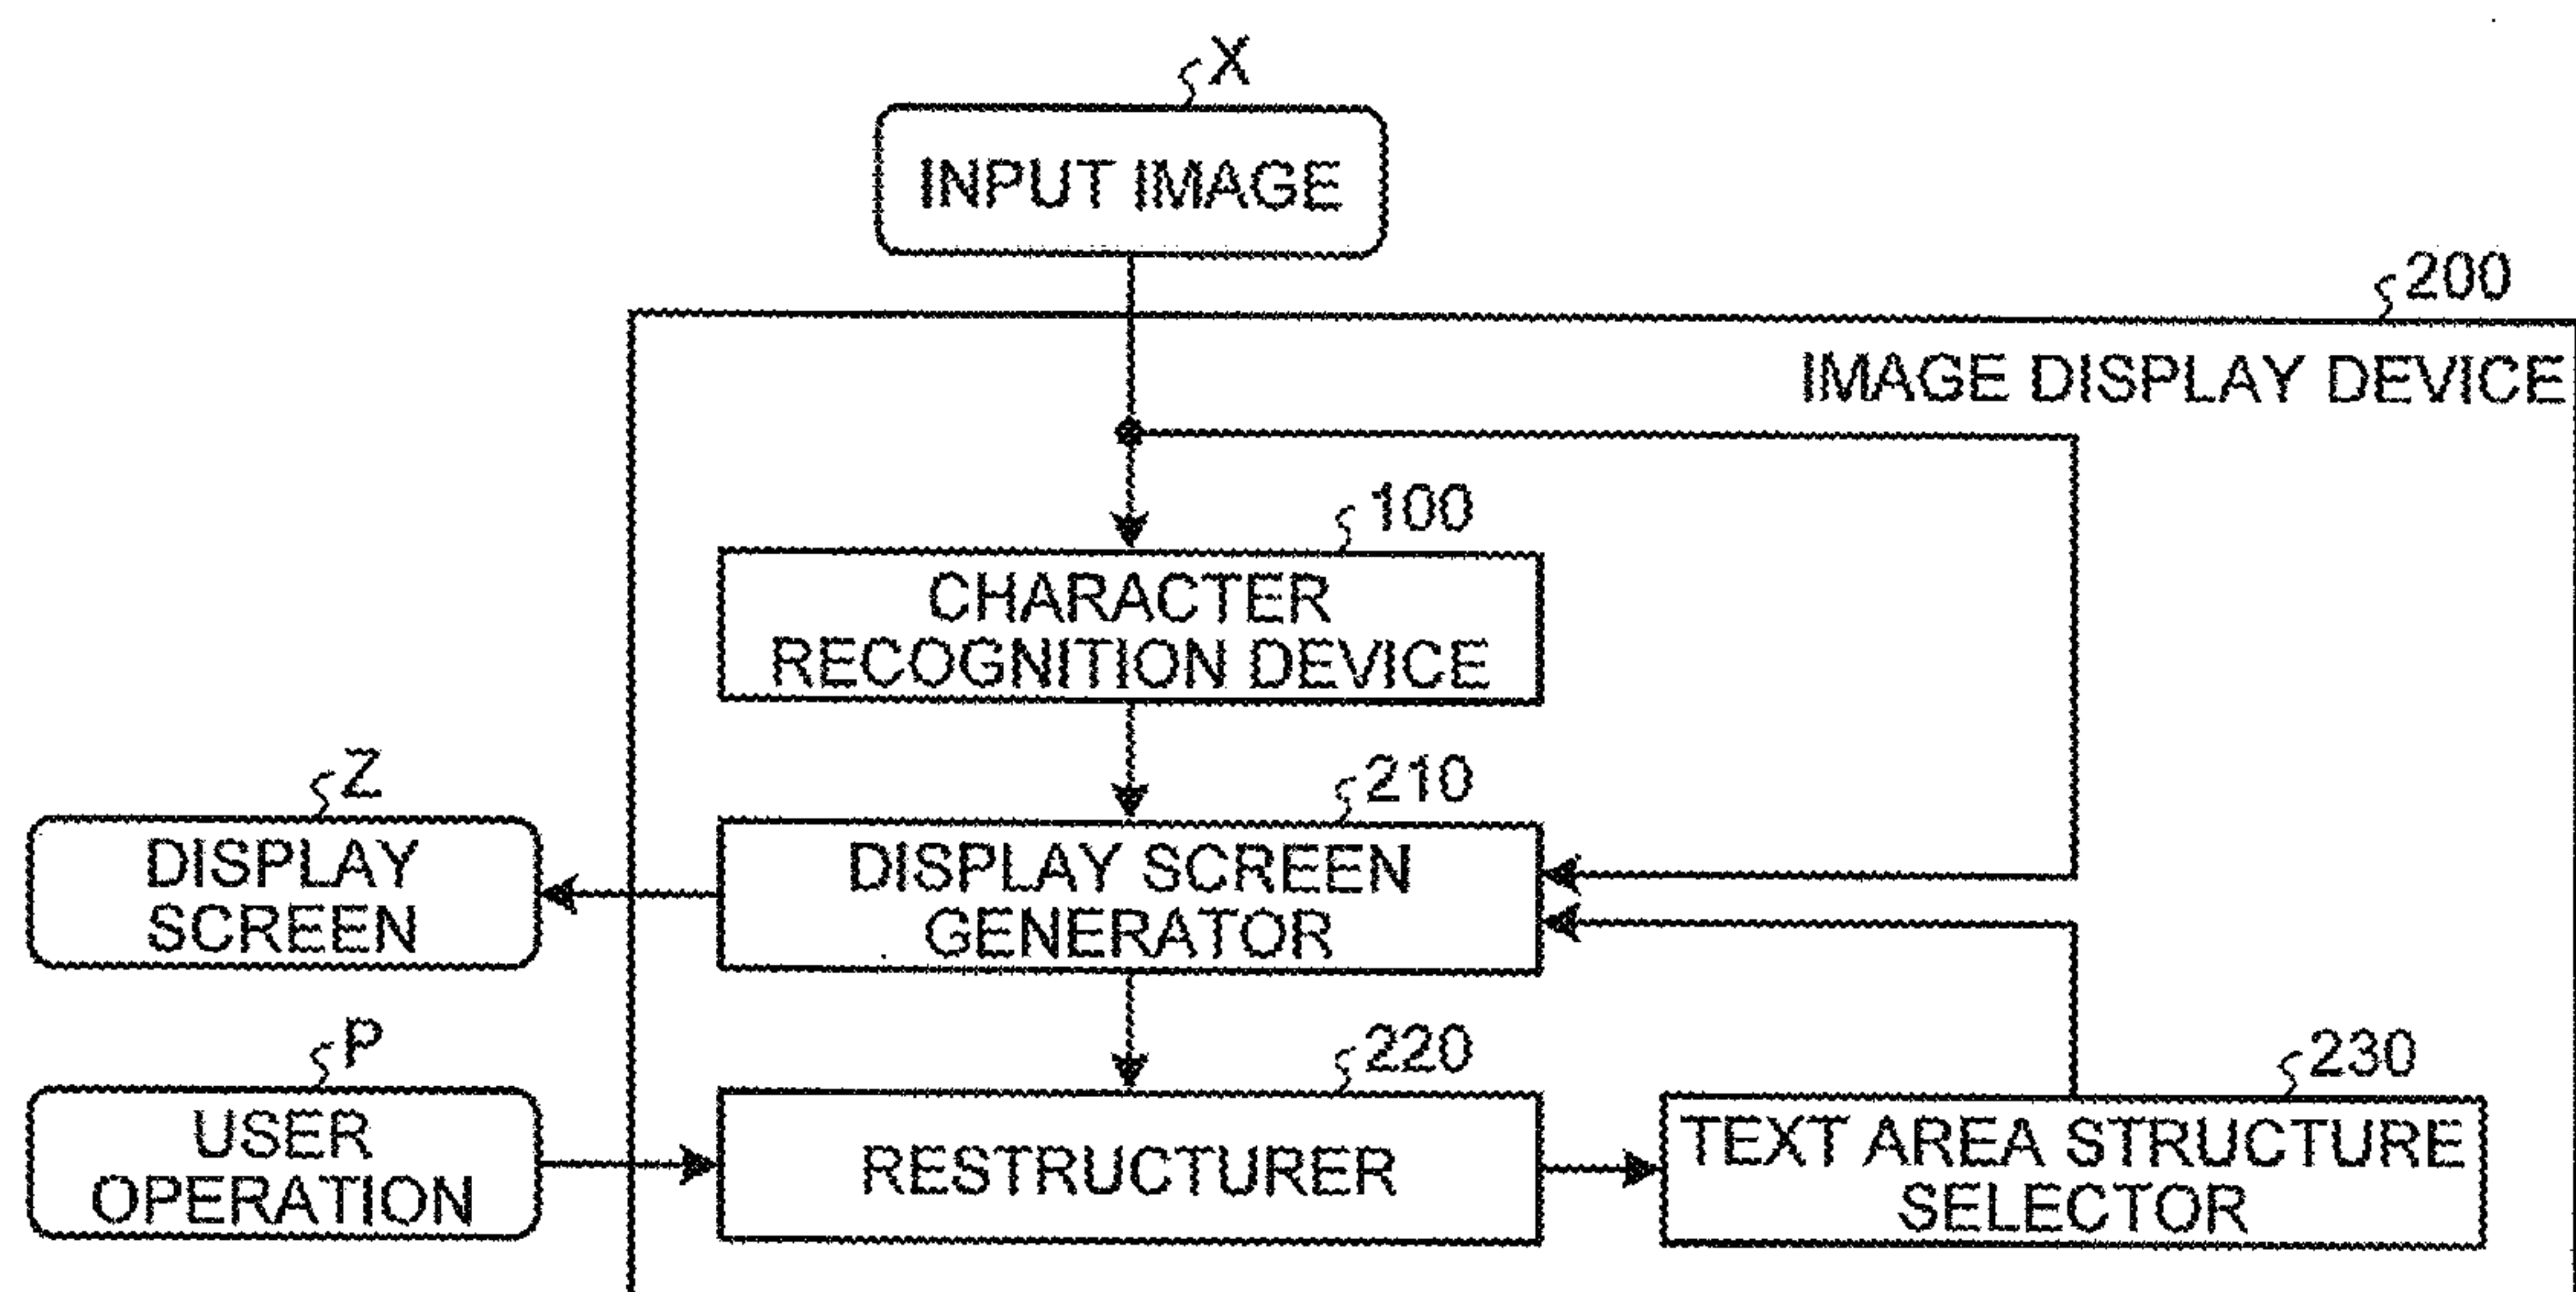 X
INPUT IMAGE
200
IMAGE DISPLAY DEVICE
100
CHARACTER
RECOGNITION DEVICE
Z
DISPLAY
SCREEN
210
DISPLAY SCREEN
GENERATOR
P
USER
OPERATION
220
RESTRUCTURER
230
TEXT AREA STRUCTURE
SELECTOR